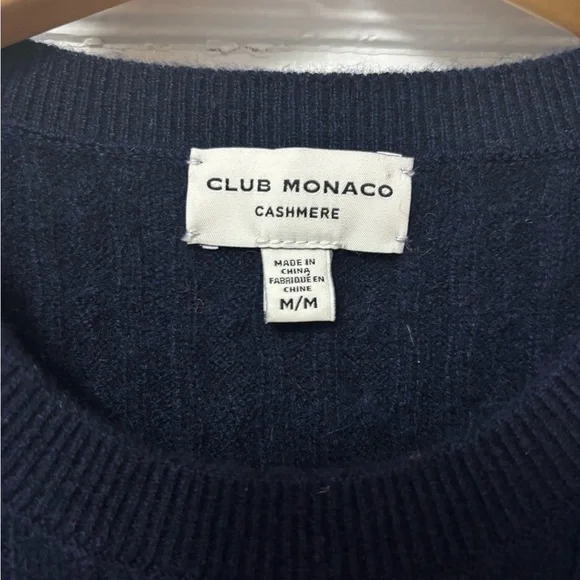 CLUB MONACO
CASHMERE
MADE IN
CHINA
FABRIQUÉ EN
CHINE
M/M